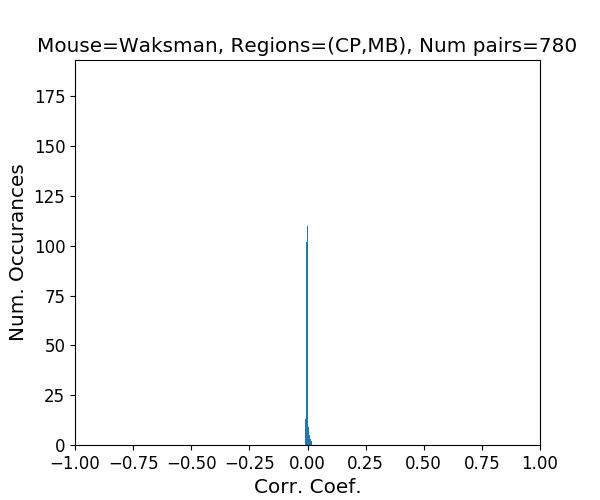 Mouse=Waksman, Regions=(CP,MB), Num pairs=780
Num. Occurances
175
150
125
100
75
50
25
0
−1.00 −0.75 −0.50 −0.25 0.00 0.25 0.50 0.75 1.00
Corr. Coef.